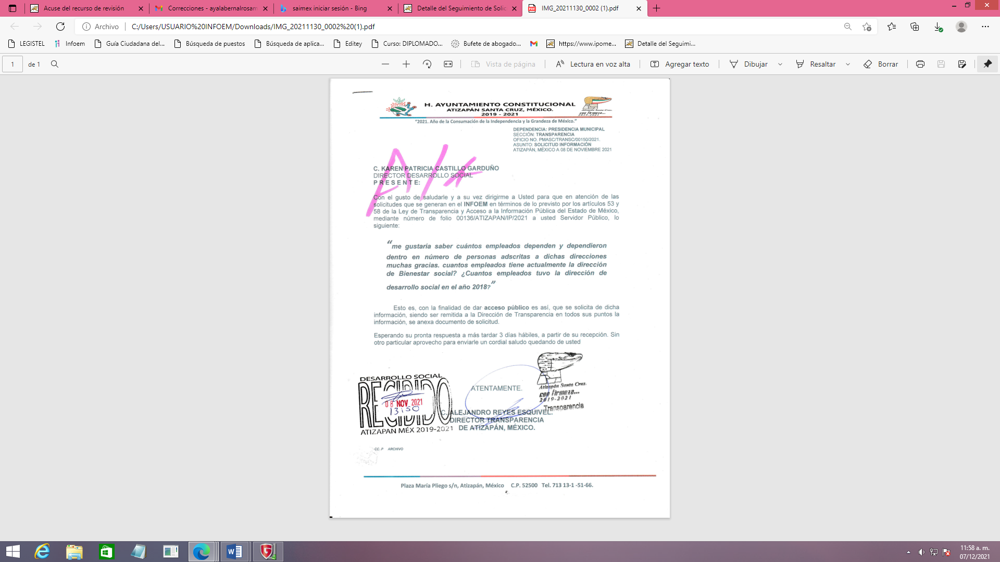 Acuse del recurso de revisión
Correcciones - ayalabernalrosam
saimex iniciar sesión - Bing
Detalle del Seguimiento de Solic
IMG_20211130_0002 (1).pdf
Archivo
C:/Users/USUARIO%20INFOEM/Downloads/IMG_20211130_0002%20(1).pdf
LEGISTEL
Infoem
Guía Ciudadana del...
Búsqueda de puestos
Búsqueda de aplica...
Editey
Curso: DIPLOMADO...
Bufete de abogado...
https://www.ipome...
Detalle del Seguimi...
1 de 1
Vista de página
Lectura en voz alta
Agregar texto
Dibujar
Resaltar
Borrar
H. AYUNTAMIENTO CONSTITUCIONAL
ATIZAPÁN SANTA CRUZ, MÉXICO.
2019 - 2021
Atizapán Santa Cruz.
con firmeza...
2019-2021
"2021. Año de la Consumación de la Independencia y la Grandeza de México."
DEPENDENCIA: PRESIDENCIA MUNICIPAL
SECCIÓN: TRANSPARENCIA
OFICIO NO. PMASC/TRANSC/00150/2021.
ASUNTO: SOLICITUD INFORMACIÓN
ATIZAPÁN, MÉXICO A 08 DE NOVIEMBRE 2021
C. KAREN PATRICIA CASTILLO GARDUÑO
DIRECTOR DESARROLLO SOCIAL
P R E S E N T E:
Con el gusto de saludarle y a su vez dirigirme a Usted para que en atención de las
solicitudes que se generan en el INFOEM en términos de lo previsto por los artículos 53 y
58 de la Ley de Transparencia y Acceso a la Información Pública del Estado de México,
mediante número de folio 00136/ATIZAPAN/IP/2021 a usted Servidor Público, lo
siguiente:
“me gustaría saber cuántos empleados dependen y dependieron
dentro en número de personas adscritas a dichas direcciones
muchas gracias. cuantos empleados tiene actualmente la dirección
de Bienestar social? ¿Cuantos empleados tuvo la dirección de
desarrollo social en el año 2018?”
Esto es, con la finalidad de dar acceso público es así, que se solicita de dicha
información, siendo ser remitida a la Dirección de Transparencia en todos sus puntos la
información, se anexa documento de solicitud.
Esperando su pronta respuesta a más tardar 3 días hábiles, a partir de su recepción. Sin
otro particular aprovecho para enviarle un cordial saludo quedando de usted
DESARROLLO SOCIAL
RECIBIDO
08 NOV 2021
13:50
ATIZAPAN MÉX 2019-2021
ATENTAMENTE.
Atizapán Santa Cruz.
con firmeza...
2019-2021
Transparencia
C. ALEJANDRO REYES ESQUIVEL.
DIRECTOR TRANSPARENCIA
DE ATIZAPÁN, MÉXICO.
CC. P ARCHIVO
Plaza María Pliego s/n, Atizapán, México C.P. 52500 Tel. 713 13-1 -51-66.
11:58 a. m.
07/12/2021